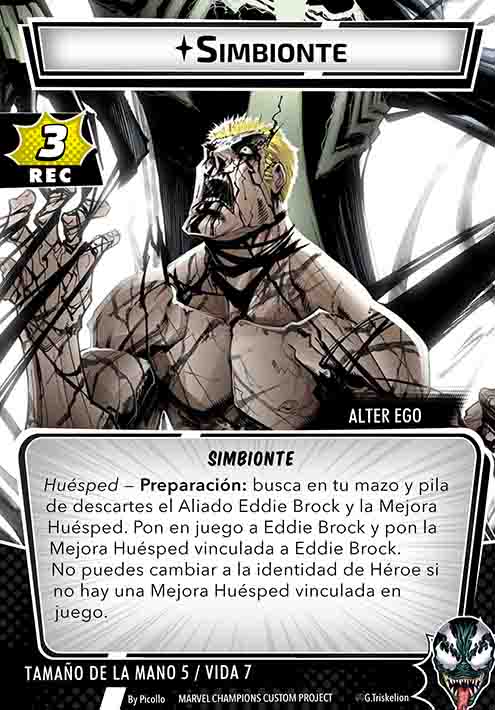 SIMBIONTE
3
REC
ALTER EGO
SIMBIONTE
Huésped – Preparación: busca en tu mazo y pila
de descartes el Aliado Eddie Brock y la Mejora
Huésped. Pon en juego a Eddie Brock y pon la
Mejora Huésped vinculada a Eddie Brock.
No puedes cambiar a la identidad de Héroe si
no hay una Mejora Huésped vinculada en
juego.
TAMAÑO DE LA MANO 5 / VIDA 7
By Picollo MARVEL CHAMPIONS CUSTOM PROJECT G.Triskelion